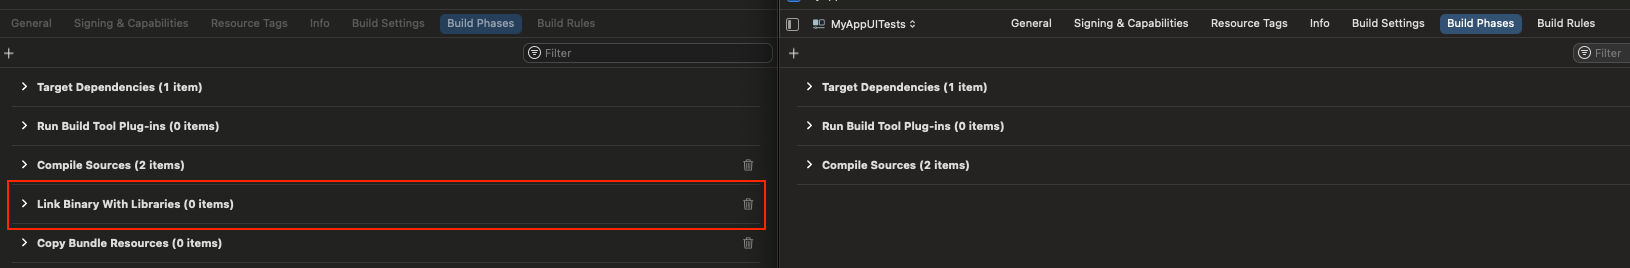 General Signing & Capabilities Resource Tags Info Build Settings Build Phases Build Rules
Filter
Target Dependencies (1 item)
Run Build Tool Plug-ins (0 items)
Compile Sources (2 items)
Link Binary With Libraries (0 items)
Copy Bundle Resources (0 items)
MyAppUITests General Signing & Capabilities Resource Tags Info Build Settings Build Phases Build Rules
Filter
Target Dependencies (1 item)
Run Build Tool Plug-ins (0 items)
Compile Sources (2 items)